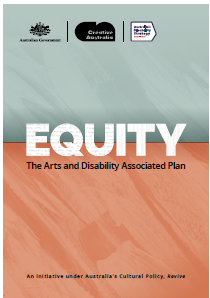 Australian Government
Creative
Australia
EQUITY
The Arts and Disability Associated Plan
An initiative under Australia's Cultural Policy, Revive